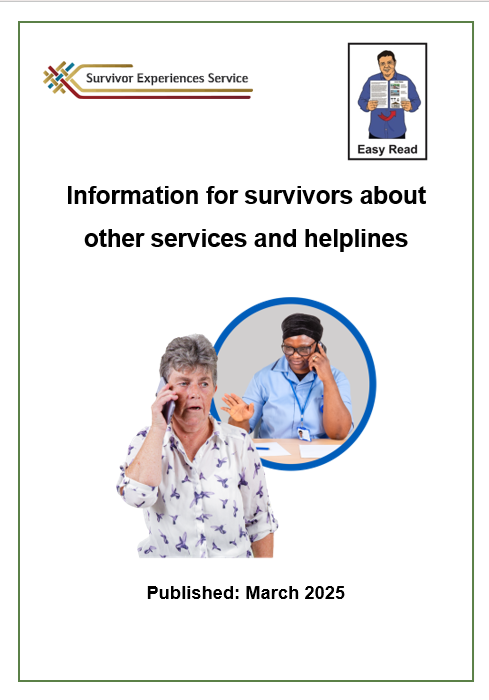 Survivor Experiences Service
Easy Read
Information for survivors about
other services and helplines
Published: March 2025